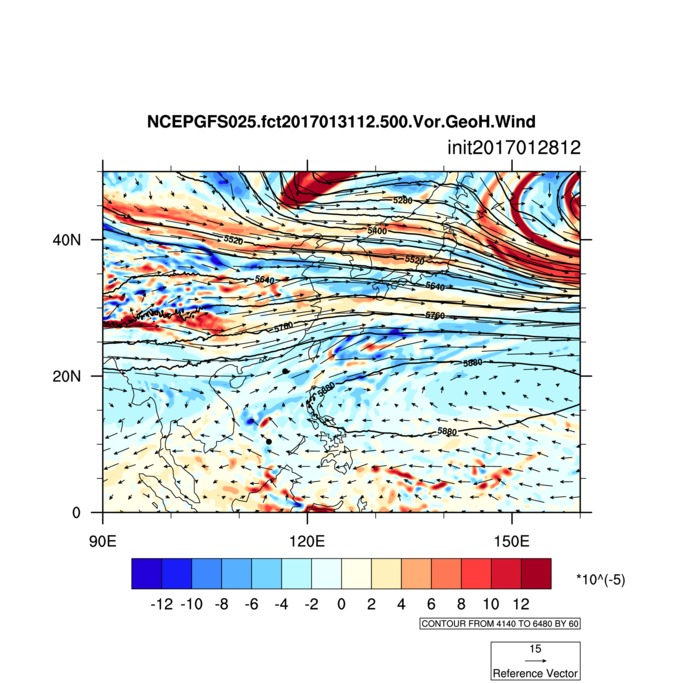 NCEPGFS025.fct2017013112.500.Vor.GeoH.Wind
init2017012812
5280
5400
5520
5520
5640
5640
5760
5760
5880
5880
5880
40N
20N
0
90E 120E 150E
-12 -10 -8 -6 -4 -2 0 2 4 6 8 10 12
*10^(-5)
CONTOUR FROM 4140 TO 6480 BY 60
15
Reference Vector